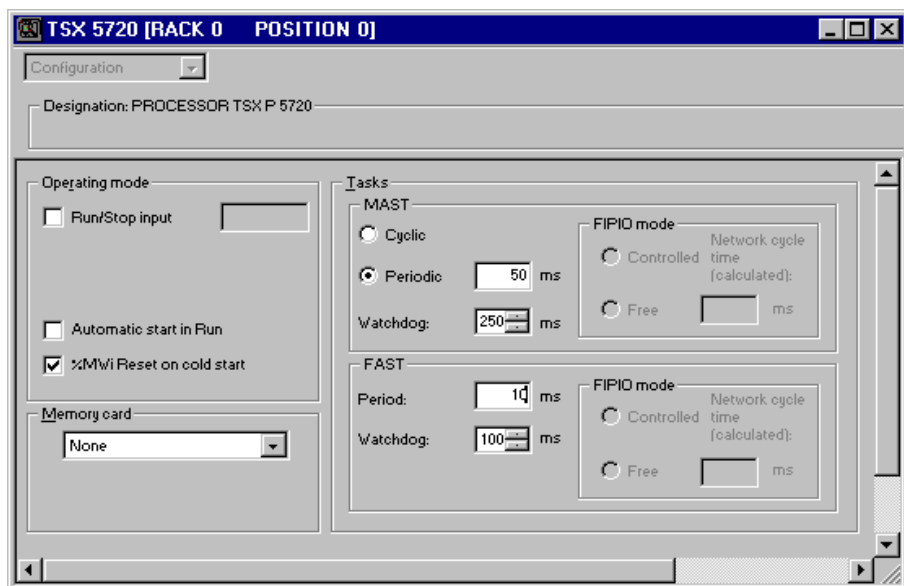 TSX 5720 [RACK 0 POSITION 0]
Configuration
Designation: PROCESSOR TSX P 5720
Operating mode
Run/Stop input
Automatic start in Run
%MWi Reset on cold start
Memory card
None
Tasks
MAST
Cyclic
Periodic 50 ms
Watchdog: 250 ms
FIPIO mode
Controlled
Free
Network cycle
time
(calculated):
ms
FAST
Period: 10 ms
Watchdog: 100 ms
FIPIO mode
Controlled
Free
Network cycle
time
(calculated):
ms